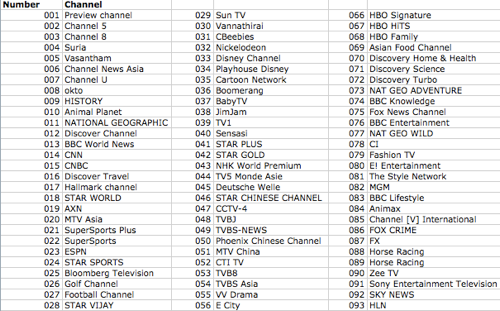 Number Channel
001 Preview channel
002 Channel 5
003 Channel 8
004 Suria
005 Vasantham
006 Channel News Asia
007 Channel U
008 okto
009 HISTORY
010 Animal Planet
011 NATIONAL GEOGRAPHIC
012 Discover Channel
013 BBC World News
014 CNN
015 CNBC
016 Discover Travel
017 Hallmark channel
018 STAR WORLD
019 AXN
020 MTV Asia
021 SuperSports Plus
022 SuperSports
023 ESPN
024 STAR SPORTS
025 Bloomberg Television
026 Golf Channel
027 Football Channel
028 STAR VIJAY
029 Sun TV
030 Vannathirai
031 CBeebies
032 Nickelodeon
033 Disney Channel
034 Playhouse Disney
035 Cartoon Network
036 Boomerang
037 BabyTV
038 JimJam
039 TV1
040 Sensasi
041 STAR PLUS
042 STAR GOLD
043 NHK World Premium
044 TV5 Monde Asia
045 Deutsche Welle
046 STAR CHINESE CHANNEL
047 CCTV-4
048 TVBJ
049 TVBS-NEWS
050 Phoenix Chinese Channel
051 MTV China
052 CTI TV
053 TVB8
054 TVBS Asia
055 VV Drama
056 E City
066 HBO Signature
067 HBO HiTS
068 HBO Family
069 Asian Food Channel
070 Discovery Home & Health
071 Discovery Science
072 Discovery Turbo
073 NAT GEO ADVENTURE
074 BBC Knowledge
075 Fox News Channel
076 BBC Entertainment
077 NAT GEO WILD
078 CI
079 Fashion TV
080 E! Entertainment
081 The Style Network
082 MGM
083 BBC Lifestyle
084 Animax
085 Channel [V] International
086 FOX CRIME
087 FX
088 Horse Racing
089 Horse Racing
090 Zee TV
091 Sony Entertainment Television
092 SKY NEWS
093 HLN